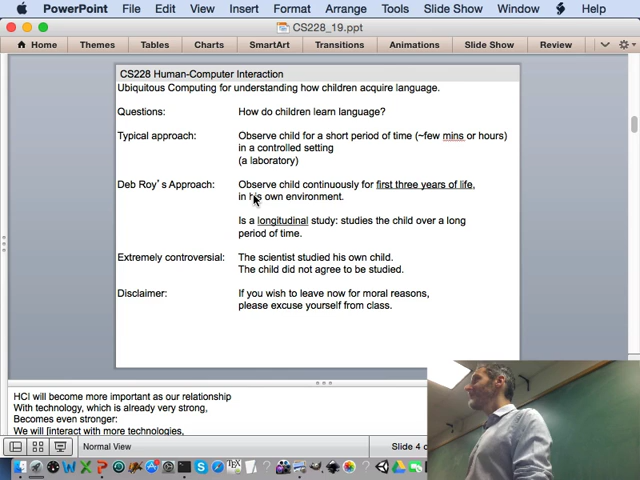 PowerPoint File Edit View Insert Format Arrange Tools Slide Show Window Help
CS228_19.ppt
Home Themes Tables Charts SmartArt Transitions Animations Slide Show Review
CS228 Human-Computer Interaction
Ubiquitous Computing for understanding how children acquire language.
Questions: How do children learn language?
Typical approach: Observe child for a short period of time (~few mins or hours)
in a controlled setting
(a laboratory)
Deb Roy's Approach: Observe child continuously for first three years of life,
in his own environment.
Is a longitudinal study: studies the child over a long
period of time.
Extremely controversial: The scientist studied his own child.
The child did not agree to be studied.
Disclaimer: If you wish to leave now for moral reasons,
please excuse yourself from class.
HCI will become more important as our relationship
With technology, which is already very strong,
Becomes even stronger:
We will [interact with more technologies,
Normal View Slide 4 o